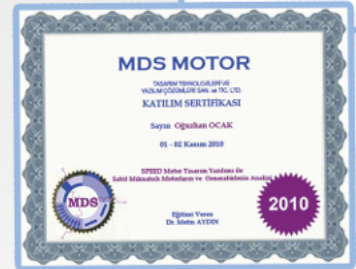 MDS MOTOR
TASARIM TEKNOLOJİLERİ VE
YAZILIM ÇÖZÜMLERİ SAN. ve TİC. LTD.
KATILIM SERTİFİKASI
Sayın Oğuzhan OCAK
01 - 02 Kasım 2010
SPEED Motor Tasarım Yazılımı ile
Sabit Mıknatıslı Motorların ve Generatörlerin Analizi
MDS
2010
Eğitimi Veren
Dr. Metin AYDIN